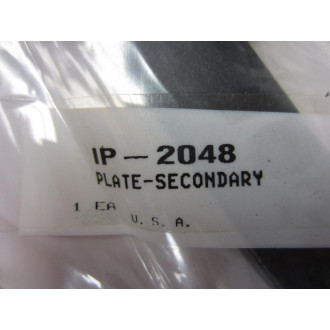 IP-2048
PLATE-SECONDARY
1 EA
U.S.A.